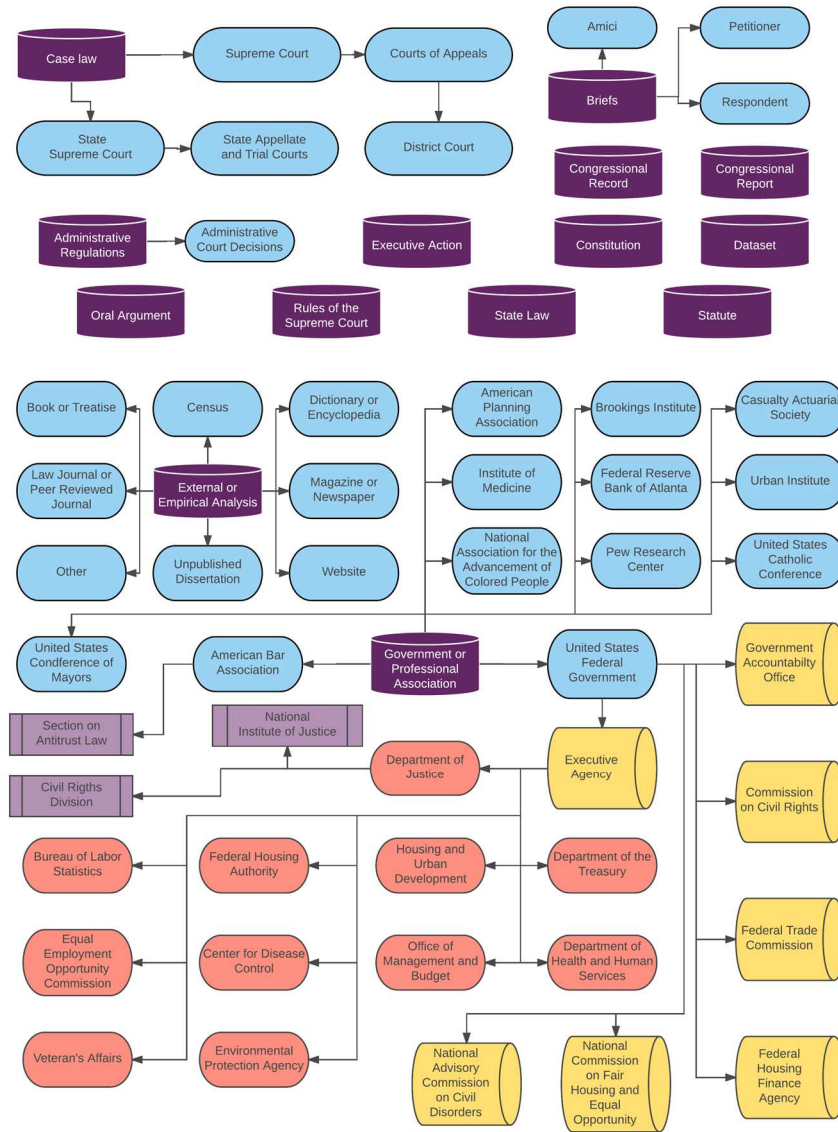 Case law
Supreme Court
Courts of Appeals
Amici
Petitioner
Briefs
Respondent
State
Supreme Court
State Appellate
and Trial Courts
District Court
Congressional
Record
Congressional
Report
Administrative
Regulations
Administrative
Court Decisions
Executive Action
Constitution
Dataset
Oral Argument
Rules of the
Supreme Court
State Law
Statute
Book or Treatise
Census
Dictionary or
Encyclopedia
American
Planning
Association
Brookings Institute
Casualty Actuarial
Society
Law Journal or
Peer Reviewed
Journal
External or
Empirical Analysis
Magazine or
Newspaper
Institute of
Medicine
Federal Reserve
Bank of Atlanta
Urban Institute
Other
Unpublished
Dissertation
Website
National
Association for the
Advancement of
Colored People
Pew Research
Center
United States
Catholic
Conference
United States
Condference of
Mayors
American Bar
Association
Government or
Professional
Association
United States
Federal
Government
Government
Accountabilty
Office
Section on
Antitrust Law
National
Institute of Justice
Department of
Justice
Executive
Agency
Civil Rigths
Division
Commission
on Civil Rights
Bureau of Labor
Statistics
Federal Housing
Authority
Housing and
Urban
Development
Department of the
Treasury
Equal
Employment
Opportunity
Commission
Center for Disease
Control
Office of
Management and
Budget
Department of
Health and Human
Services
Federal Trade
Commission
Veteran's Affairs
Environmental
Protection Agency
National
Advisory
Commission
on Civil
Disorders
National
Commission
on Fair
Housing and
Equal
Opportunity
Federal
Housing
Finance
Agency